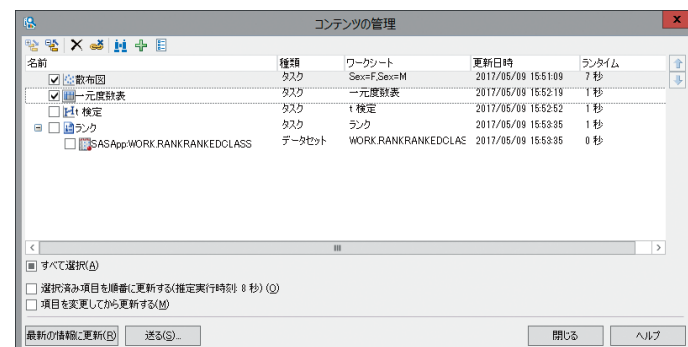 コンテンツの管理
名前 種類 ワークシート 更新日時 ランタイム
散布図 タスク Sex=F,Sex=M 2017/05/09 15:51:09 7 秒
一元度数表 タスク 一元度数表 2017/05/09 15:52:19 1 秒
t 検定 タスク t 検定 2017/05/09 15:52:52 1 秒
ランク タスク ランク 2017/05/09 15:53:35 1 秒
SASApp:WORK.RANKRANKEDCLASS データセット WORK.RANKRANKEDCLAS 2017/05/09 15:53:35 0 秒
すべて選択(A)
選択済み項目を順番に更新する(推定実行時刻: 8 秒) (O)
項目を変更してから更新する(M)
最新の情報に更新(R) 送る(S)... 閉じる ヘルプ